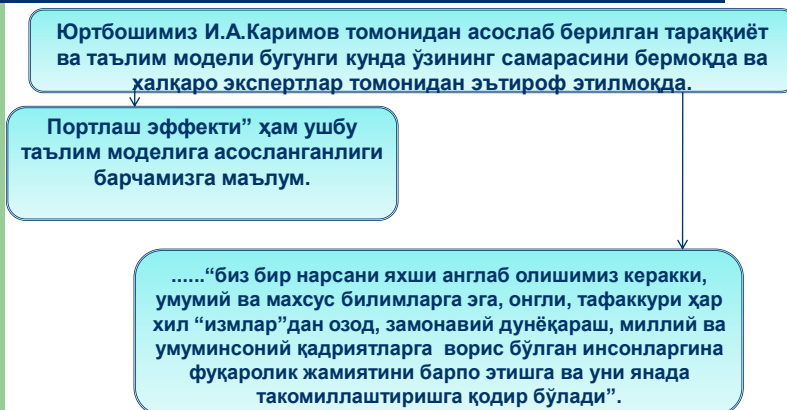 Юртбошимиз И.А.Каримов томонидан асослаб берилган тараққиёт
ва таълим модели бугунги кунда ўзининг самарасини бермоқда ва
халқаро экспертлар томонидан эътироф этилмоқда.
Портлаш эффекти” ҳам ушбу
таълим моделига асосланганлиги
барчамизга маълум.
......“биз бир нарсани яхши англаб олишимиз керакки,
умумий ва махсус билимларга эга, онгли, тафаккури ҳар
хил “измлар”дан озод, замонавий дунёқараш, миллий ва
умуминсоний қадриятларга ворис бўлган инсонларгина
фуқаролик жамиятини барпо этишга ва уни янада
такомиллаштиришга қодир бўлади”.